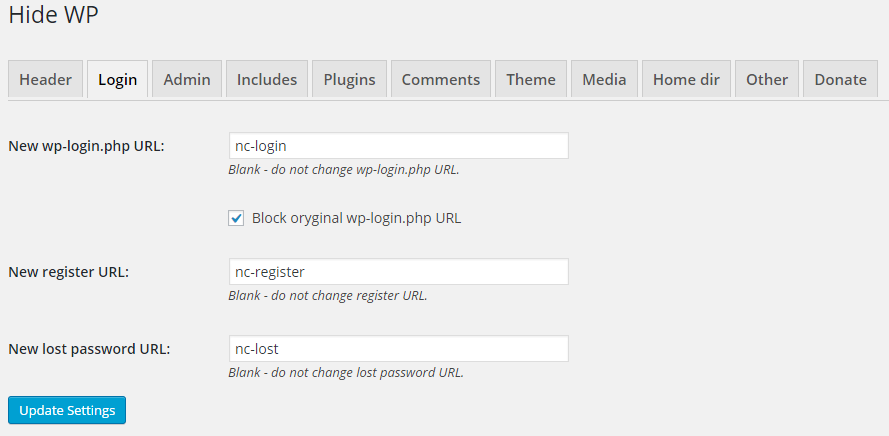 Hide WP
Header Login Admin Includes Plugins Comments Theme Media Home dir Other Donate
New wp-login.php URL: nc-login
Blank - do not change wp-login.php URL.
Block oryginal wp-login.php URL
New register URL: nc-register
Blank - do not change register URL.
New lost password URL: nc-lost
Blank - do not change lost password URL.
Update Settings